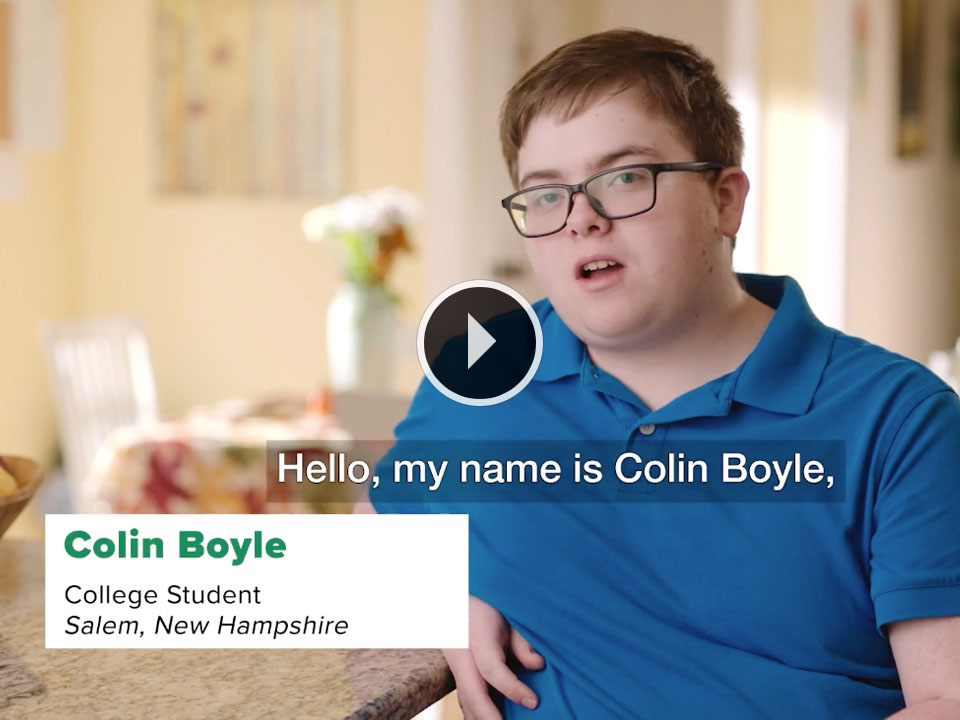 Hello, my name is Colin Boyle,
Colin Boyle
College Student
Salem, New Hampshire